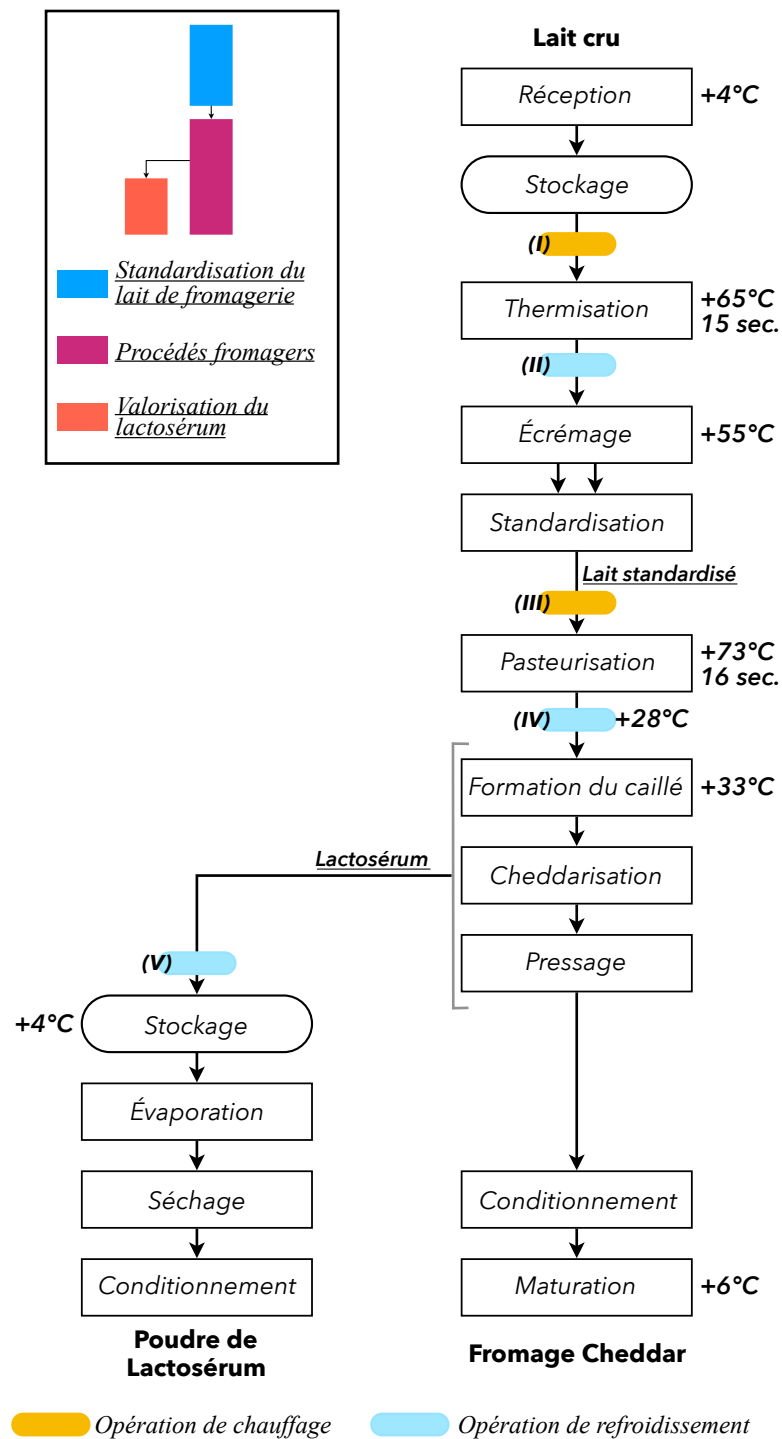 Standardisation du
lait de fromagerie
Procédés fromagers
Valorisation du
lactosérum
Lait cru
Réception
+4°C
Stockage
(I)
Thermisation
+65°C
15 sec.
(II)
Écrémage
+55°C
Standardisation
Lait standardisé
(III)
Pasteurisation
+73°C
16 sec.
(IV)
+28°C
Formation du caillé
+33°C
Lactosérum
Cheddarisation
Pressage
(V)
+4°C
Stockage
Évaporation
Séchage
Conditionnement
Poudre de
Lactosérum
Conditionnement
Maturation
+6°C
Fromage Cheddar
Opération de chauffage
Opération de refroidissement